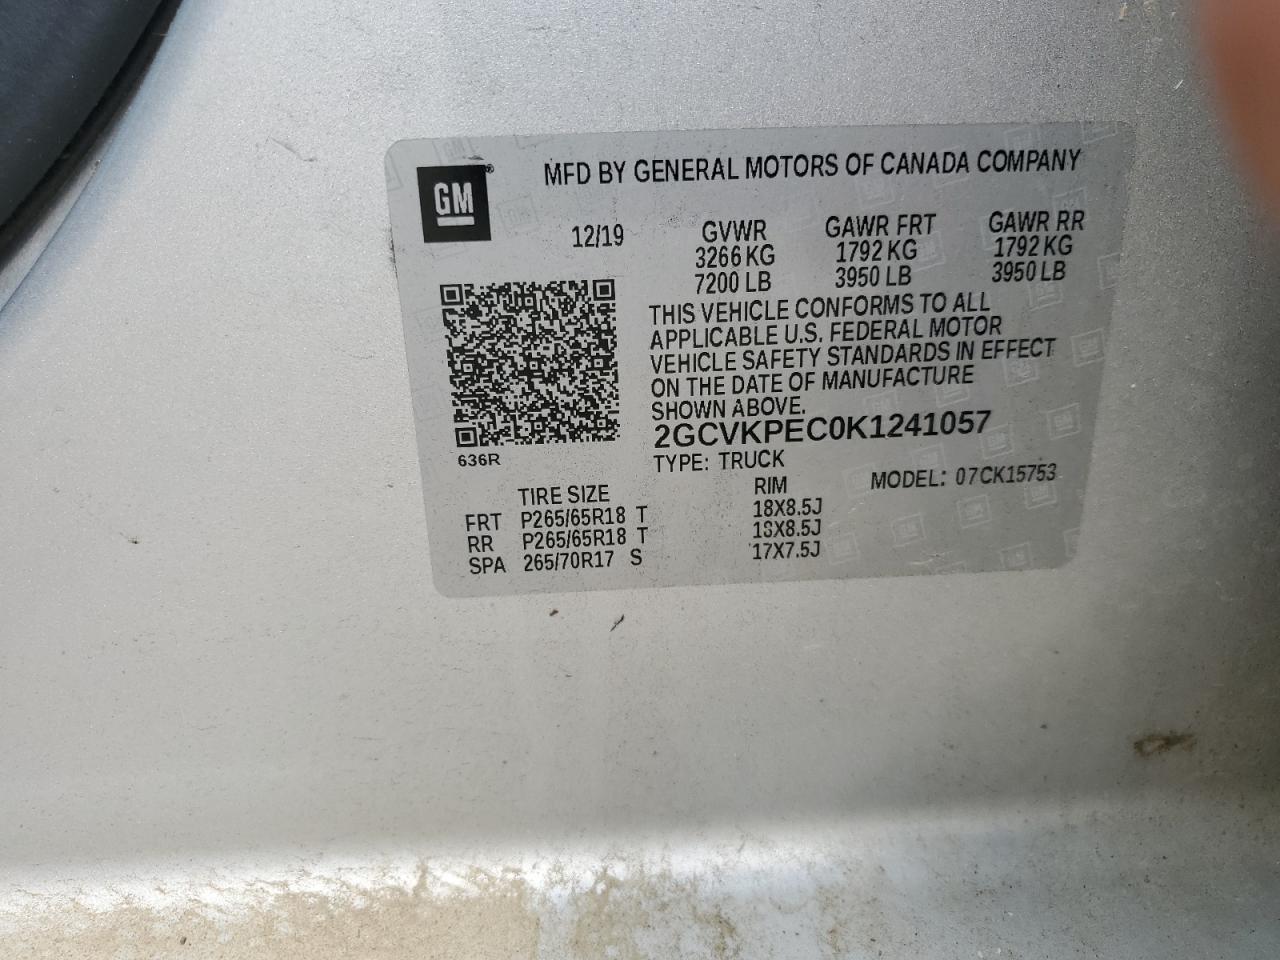 MFD BY GENERAL MOTORS OF CANADA COMPANY
GM®
12/19 GVWR GAWR FRT GAWR RR
3266 KG 1792 KG 1792 KG
7200 LB 3950 LB 3950 LB
THIS VEHICLE CONFORMS TO ALL
APPLICABLE U.S. FEDERAL MOTOR
VEHICLE SAFETY STANDARDS IN EFFECT
ON THE DATE OF MANUFACTURE
SHOWN ABOVE.
2GCVKPEC0K1241057
636R
TYPE: TRUCK
MODEL: 07CK15753
TIRE SIZE RIM
FRT P265/65R18 T 18X8.5J
RR P265/65R18 T 18X8.5J
SPA 265/70R17 S 17X7.5J